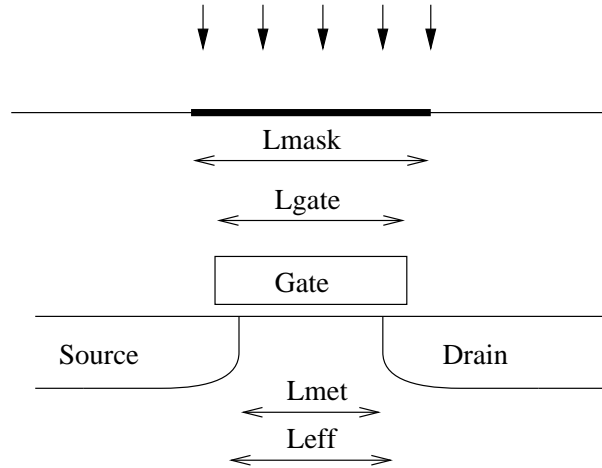 Lmask
Lgate
Gate
Source
Drain
Lmet
Leff